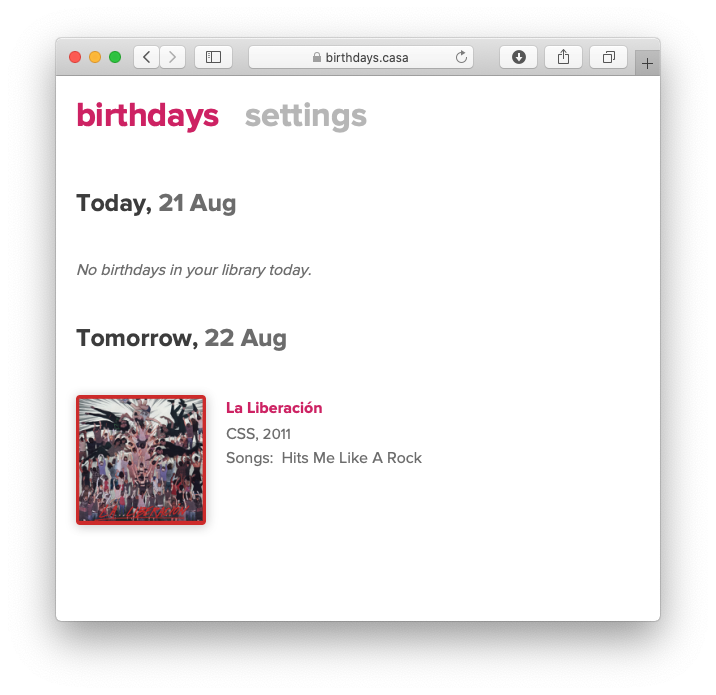 birthdays.casa
birthdays settings
Today, 21 Aug
No birthdays in your library today.
Tomorrow, 22 Aug
La Liberación
CSS, 2011
Songs: Hits Me Like A Rock